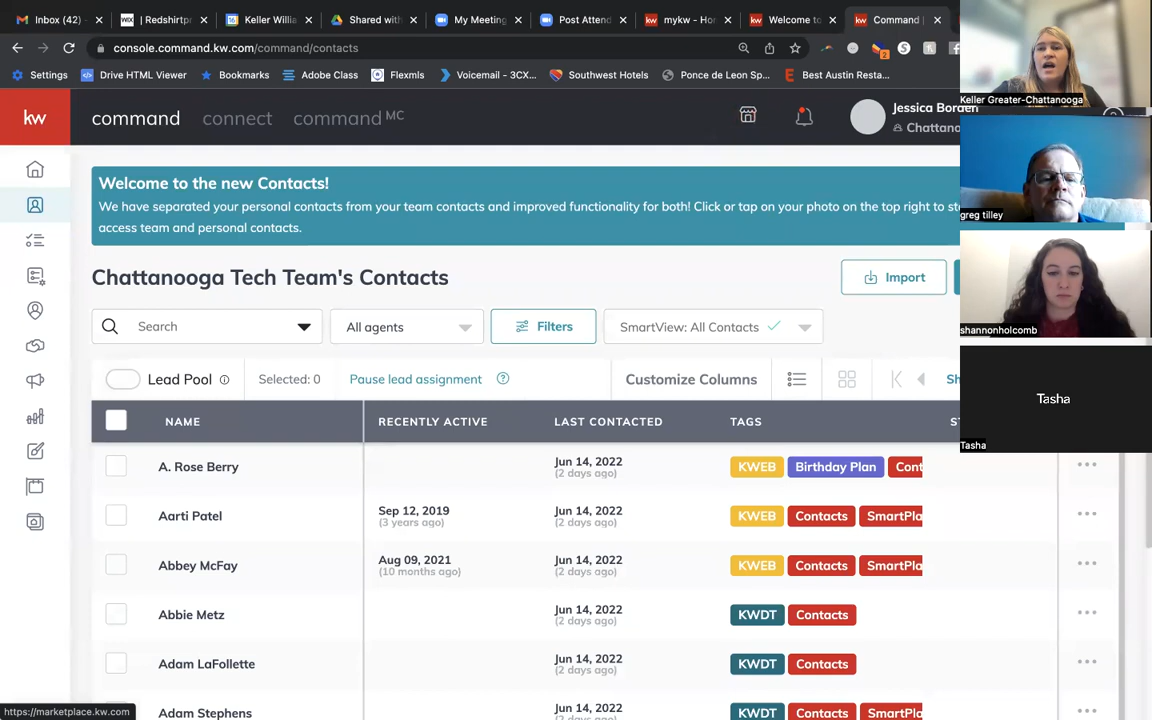 Inbox (42) -
| Redshirtpr
Keller Willia
Shared with
My Meeting
Post Attend
mykw - Ho
Welcome to
Command |
console.command.kw.com/command/contacts
Settings
Drive HTML Viewer
Bookmarks
Adobe Class
Flexmls
Voicemail - 3CX...
Southwest Hotels
Ponce de Leon Sp...
Best Austin Resta...
Keller Greater-Chattanooga
kw
command
connect
command MC
Jessica Borden
Chattano
greg tilley
Welcome to the new Contacts!
We have separated your personal contacts from your team contacts and improved functionality for both! Click or tap on your photo on the top right to st
access team and personal contacts.
Chattanooga Tech Team's Contacts
Import
shannonholcomb
Search
All agents
Filters
SmartView: All Contacts
Lead Pool
Selected: 0
Pause lead assignment
Customize Columns
Sh
Tasha
Tasha
NAME
RECENTLY ACTIVE
LAST CONTACTED
TAGS
S
A. Rose Berry
Jun 14, 2022
(2 days ago)
KWEB
Birthday Plan
Cont
Aarti Patel
Sep 12, 2019
(3 years ago)
Jun 14, 2022
(2 days ago)
KWEB
Contacts
SmartPla
Abbey McFay
Aug 09, 2021
(10 months ago)
Jun 14, 2022
(2 days ago)
KWEB
Contacts
SmartPla
Abbie Metz
Jun 14, 2022
(2 days ago)
KWDT
Contacts
Adam LaFollette
Jun 14, 2022
(2 days ago)
KWDT
Contacts
Adam Stephens
Jun 14, 2022
KWDT
Contacts
SmartPla
https://marketplace.kw.com